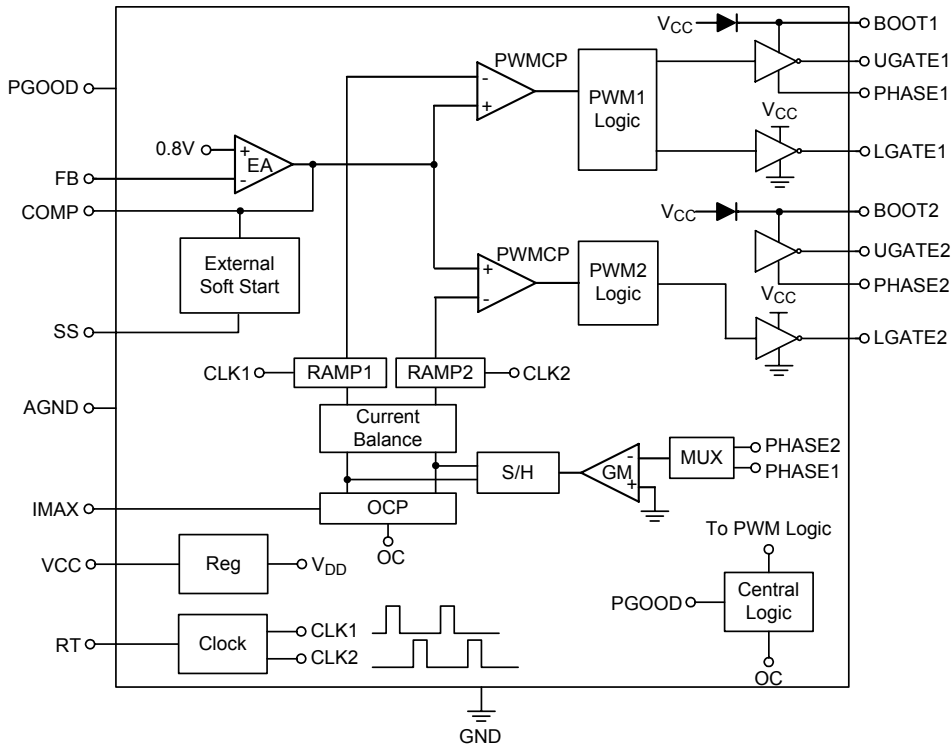 VCC
BOOT1
PWMCP
UGATE1
PGOOD
-
+
PWM1
Logic
PHASE1
VCC
0.8V
+
EA
-
LGATE1
FB
COMP
VCC
BOOT2
External
Soft Start
PWMCP
+
-
PWM2
Logic
UGATE2
PHASE2
VCC
SS
LGATE2
CLK1
RAMP1
RAMP2
CLK2
AGND
Current
Balance
S/H
GM
-
+
MUX
PHASE2
PHASE1
IMAX
OCP
OC
To PWM Logic
VCC
Reg
VDD
PGOOD
Central
Logic
RT
Clock
CLK1
CLK2
OC
GND